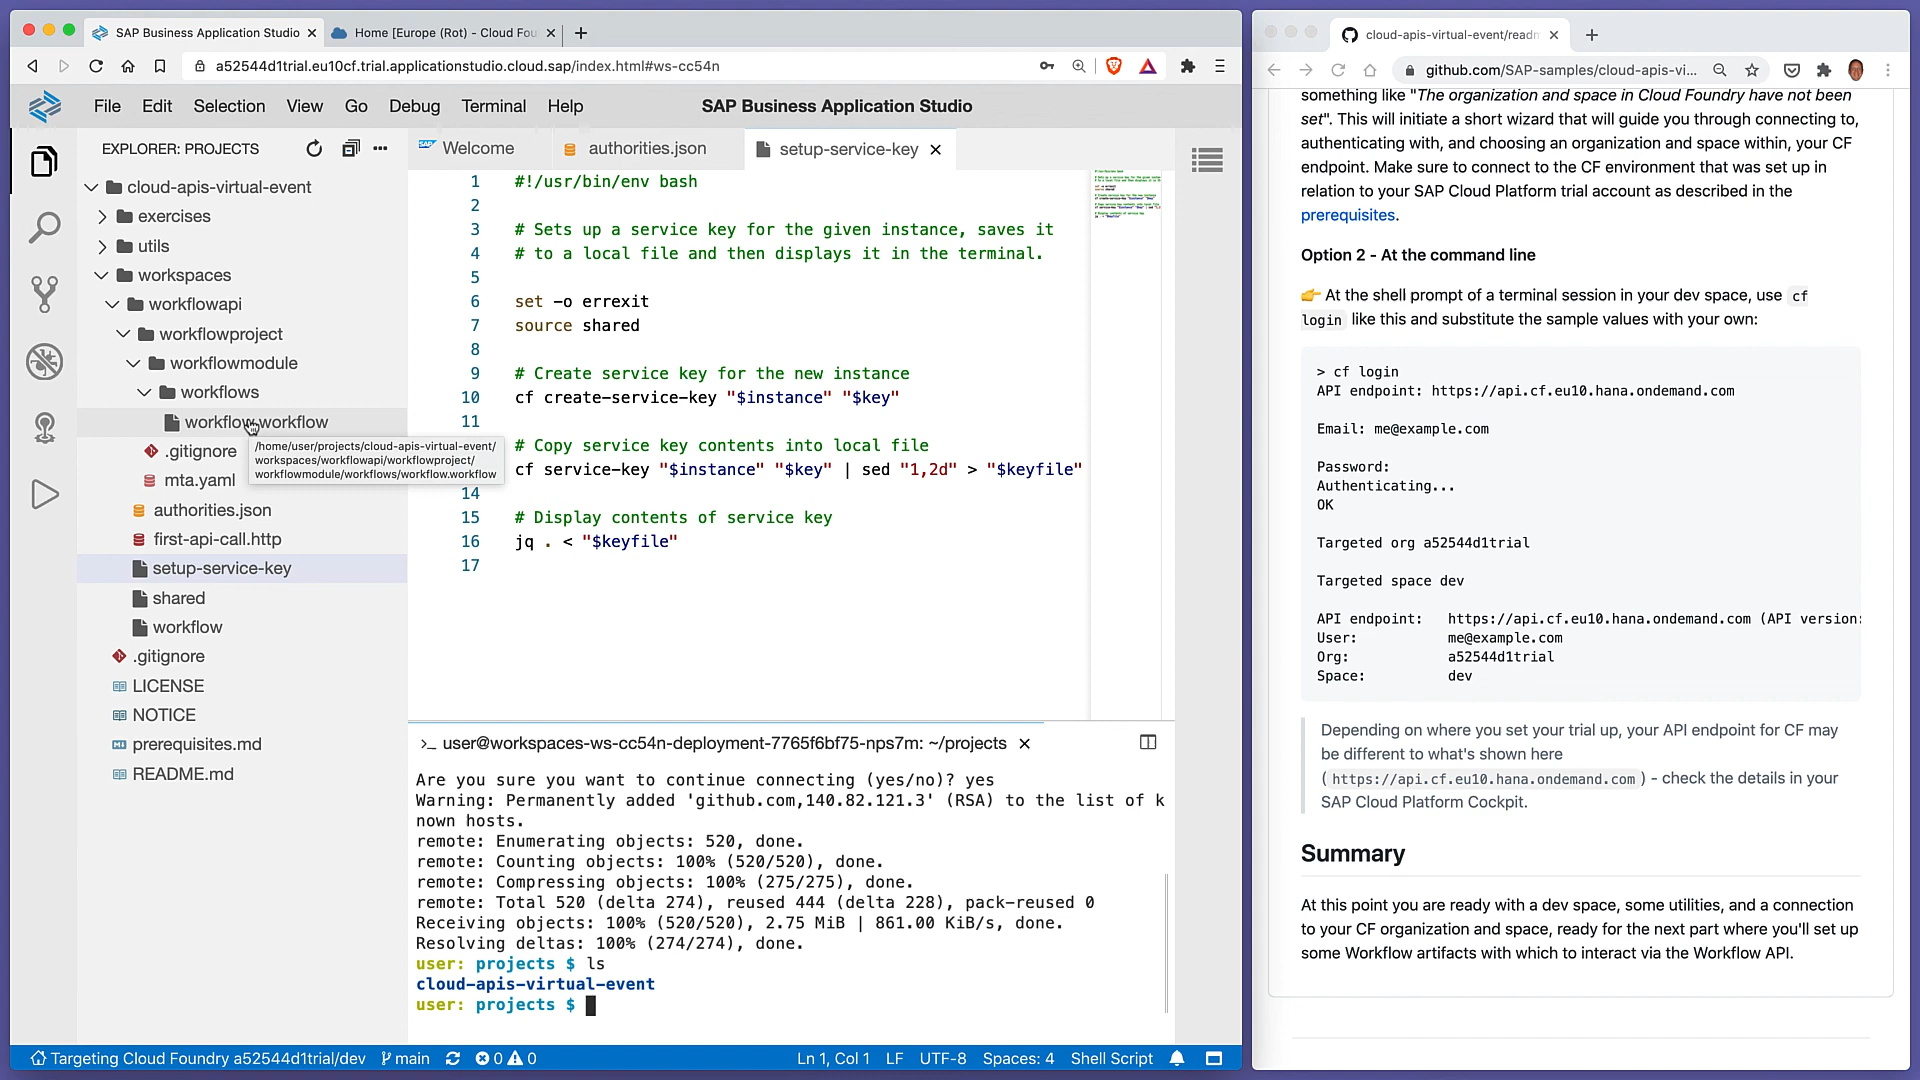 SAP Business Application Studio
Home [Europe (Rot) - Cloud Fou
a52544d1trial.eu10cf.trial.applicationstudio.cloud.sap/index.html#ws-cc54n
File Edit Selection View Go Debug Terminal Help SAP Business Application Studio
EXPLORER: PROJECTS
cloud-apis-virtual-event
exercises
utils
workspaces
workflowapi
workflowproject
workflowmodule
workflows
workflow.workflow
.gitignore
mta.yaml
authorities.json
first-api-call.http
setup-service-key
shared
workflow
.gitignore
LICENSE
NOTICE
prerequisites.md
README.md
/home/user/projects/cloud-apis-virtual-event/
workspaces/workflowapi/workflowproject/
workflowmodule/workflows/workflow.workflow
Welcome authorities.json setup-service-key
1 #!/usr/bin/env bash
2
3 # Sets up a service key for the given instance, saves it
4 # to a local file and then displays it in the terminal.
5
6 set -o errexit
7 source shared
8
9 # Create service key for the new instance
10 cf create-service-key "$instance" "$key"
11
# Copy service key contents into local file
cf service-key "$instance" "$key" | sed "1,2d" > "$keyfile"
14
15 # Display contents of service key
16 jq . < "$keyfile"
17
>_ user@workspaces-ws-cc54n-deployment-7765f6bf75-nps7m: ~/projects
Are you sure you want to continue connecting (yes/no)? yes
Warning: Permanently added 'github.com,140.82.121.3' (RSA) to the list of k
nown hosts.
remote: Enumerating objects: 520, done.
remote: Counting objects: 100% (520/520), done.
remote: Compressing objects: 100% (275/275), done.
remote: Total 520 (delta 274), reused 444 (delta 228), pack-reused 0
Receiving objects: 100% (520/520), 2.75 MiB | 861.00 KiB/s, done.
Resolving deltas: 100% (274/274), done.
user: projects $ ls
cloud-apis-virtual-event
user: projects $
Targeting Cloud Foundry a52544d1trial/dev main 0 0 Ln 1, Col 1 LF UTF-8 Spaces: 4 Shell Script
cloud-apis-virtual-event/readn
github.com/SAP-samples/cloud-apis-vi...
something like "The organization and space in Cloud Foundry have not been
set". This will initiate a short wizard that will guide you through connecting to,
authenticating with, and choosing an organization and space within, your CF
endpoint. Make sure to connect to the CF environment that was set up in
relation to your SAP Cloud Platform trial account as described in the
prerequisites.
Option 2 - At the command line
👉 At the shell prompt of a terminal session in your dev space, use cf
login like this and substitute the sample values with your own:
> cf login
API endpoint: https://api.cf.eu10.hana.ondemand.com
Email: me@example.com
Password:
Authenticating...
OK
Targeted org a52544d1trial
Targeted space dev
API endpoint: https://api.cf.eu10.hana.ondemand.com (API version:
User: me@example.com
Org: a52544d1trial
Space: dev
Depending on where you set your trial up, your API endpoint for CF may
be different to what's shown here
(https://api.cf.eu10.hana.ondemand.com) - check the details in your
SAP Cloud Platform Cockpit.
Summary
At this point you are ready with a dev space, some utilities, and a connection
to your CF organization and space, ready for the next part where you'll set up
some Workflow artifacts with which to interact via the Workflow API.